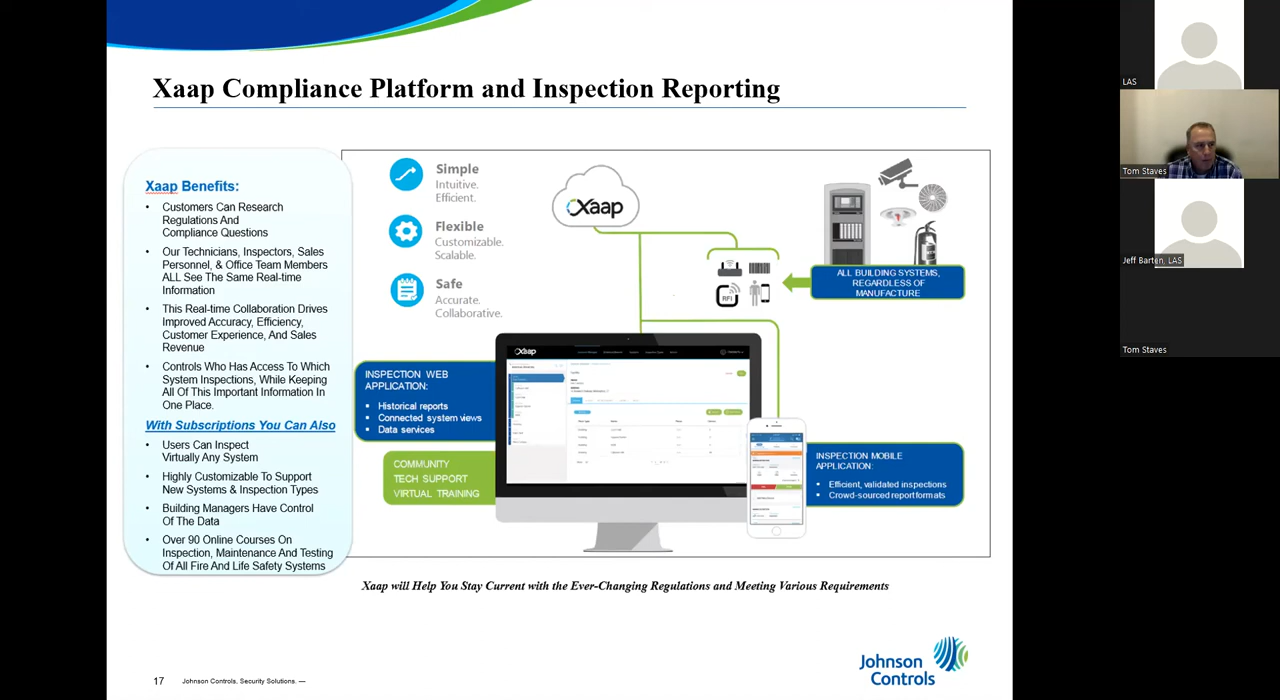 Xaap Compliance Platform and Inspection Reporting
Xaap Benefits:
• Customers Can Research
Regulations And
Compliance Questions
• Our Technicians, Inspectors, Sales
Personnel, & Office Team Members
ALL See The Same Real-time
Information
• This Real-time Collaboration Drives
Improved Accuracy, Efficiency,
Customer Experience, And Sales
Revenue
• Controls Who Has Access To Which
System Inspections, While Keeping
All Of This Important Information In
One Place.
With Subscriptions You Can Also
• Users Can Inspect
Virtually Any System
• Highly Customizable To Support
New Systems & Inspection Types
• Building Managers Have Control
Of The Data
• Over 90 Online Courses On
Inspection, Maintenance And Testing
Of All Fire And Life Safety Systems
Simple
Intuitive.
Efficient.
Flexible
Customizable.
Scalable.
Safe
Accurate.
Collaborative.
Xaap
RFI
ALL BUILDING SYSTEMS,
REGARDLESS OF
MANUFACTURE
INSPECTION WEB
APPLICATION:
• Historical reports
• Connected system views
• Data services
COMMUNITY
TECH SUPPORT
VIRTUAL TRAINING
Xaap
INSPECTION MOBILE
APPLICATION:
• Efficient, validated inspections
• Crowd-sourced report formats
Xaap will Help You Stay Current with the Ever-Changing Regulations and Meeting Various Requirements
17 Johnson Controls, Security Solutions. —
Johnson
Controls
LAS
Tom Staves
Jeff Barten, LAS
Tom Staves